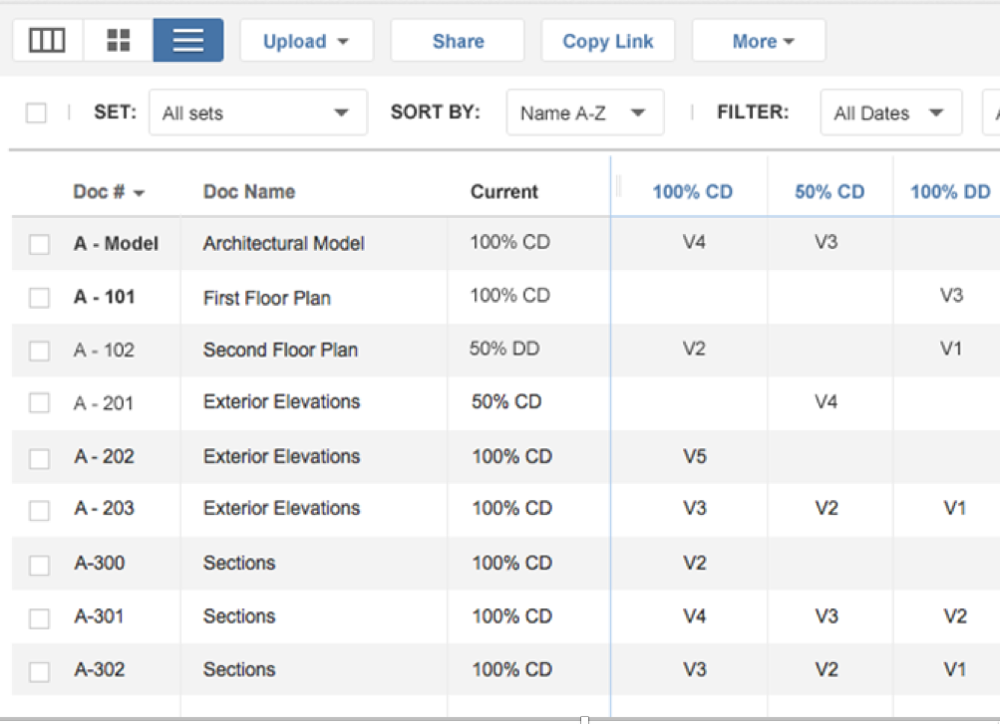 Upload Share Copy Link More
SET: All sets SORT BY: Name A-Z FILTER: All Dates
Doc # Doc Name Current 100% CD 50% CD 100% DD
A - Model Architectural Model 100% CD V4 V3
A - 101 First Floor Plan 100% CD V3
A - 102 Second Floor Plan 50% DD V2 V1
A - 201 Exterior Elevations 50% CD V4
A - 202 Exterior Elevations 100% CD V5
A - 203 Exterior Elevations 100% CD V3 V2 V1
A-300 Sections 100% CD V2
A-301 Sections 100% CD V4 V3 V2
A-302 Sections 100% CD V3 V2 V1